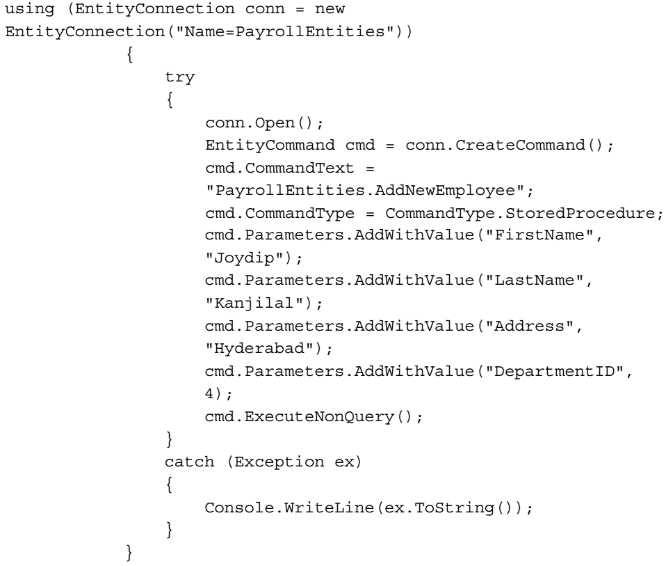 using (EntityConnection conn = new
EntityConnection("Name=PayrollEntities"))
{
try
{
conn.Open();
EntityCommand cmd = conn.CreateCommand();
cmd.CommandText =
"PayrollEntities.AddNewEmployee";
cmd.CommandType = CommandType.StoredProcedure;
cmd.Parameters.AddWithValue("FirstName",
"Joydip");
cmd.Parameters.AddWithValue("LastName",
"Kanjilal");
cmd.Parameters.AddWithValue("Address",
"Hyderabad");
cmd.Parameters.AddWithValue("DepartmentID",
4);
cmd.ExecuteNonQuery();
}
catch (Exception ex)
{
Console.WriteLine(ex.ToString());
}
}